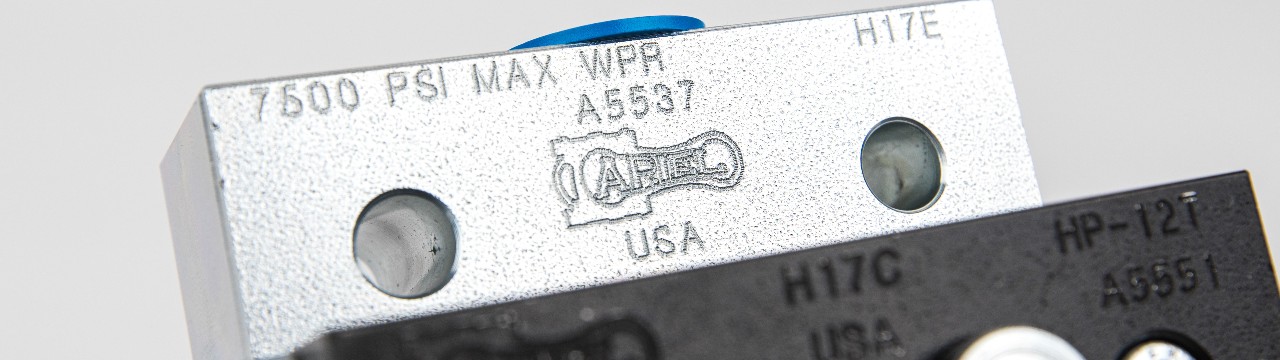 7500 PSI MAX WPR
H17E
A5537
ARIEL
USA
HP-12T
H17C
A5551
USA